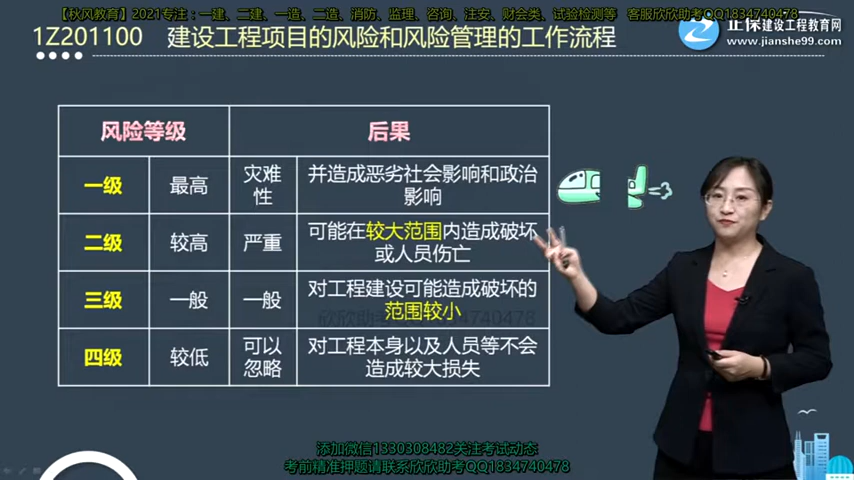 【秋风教育】2021专注：一建、二建、一造、二造、消防、监理、咨询、注安、财会类、试验检测等  客服欣欣助考QQ1834740478
1Z201100 建设工程项目的风险和风险管理的工作流程
正保建设工程教育网
www.jianshe99.com
风险等级 后果
一级 最高 灾难性 并造成恶劣社会影响和政治
影响
二级 较高 严重 可能在较大范围内造成破坏
或人员伤亡
三级 一般 一般 对工程建设可能造成破坏的
范围较小
欣欣助考QQ1834740478
四级 较低 可以
忽略 对工程本身以及人员等不会
造成较大损失
添加微信1330308482关注考试动态
考前精准押题请联系欣欣助考QQ1834740478